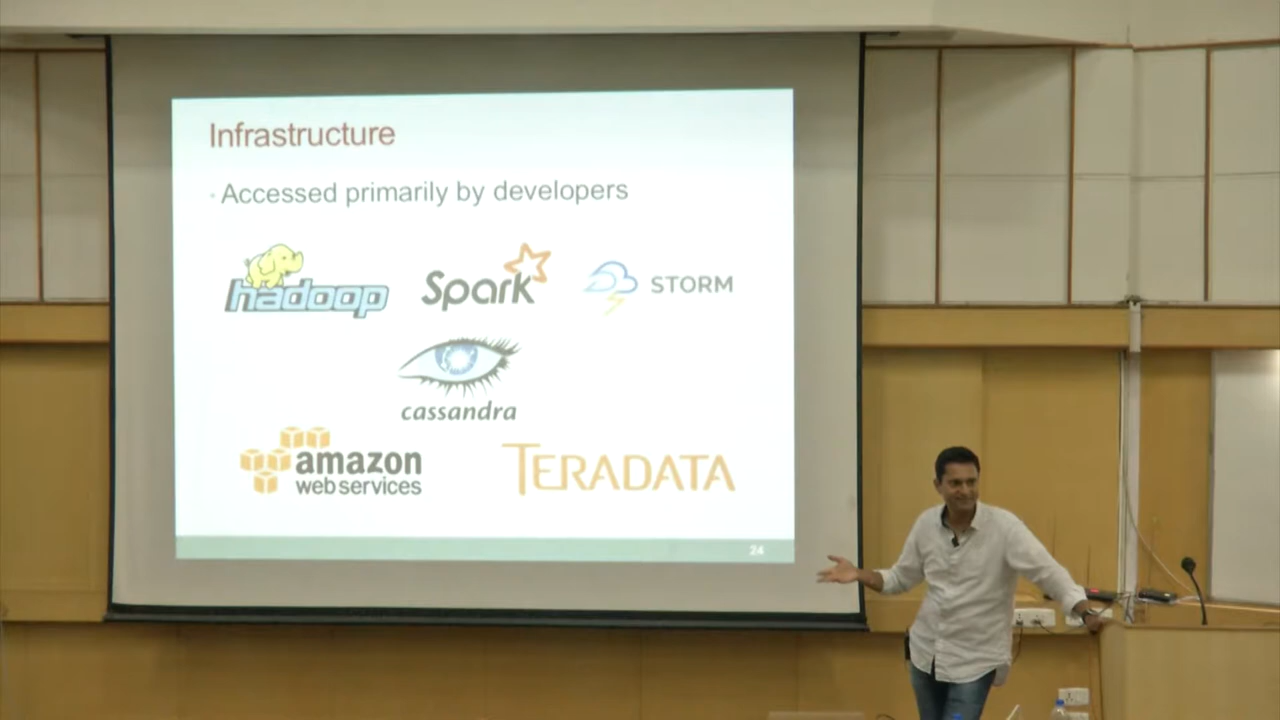 Infrastructure
Accessed primarily by developers
hadoop
Spark
STORM
cassandra
amazon
web services
TERADATA
24